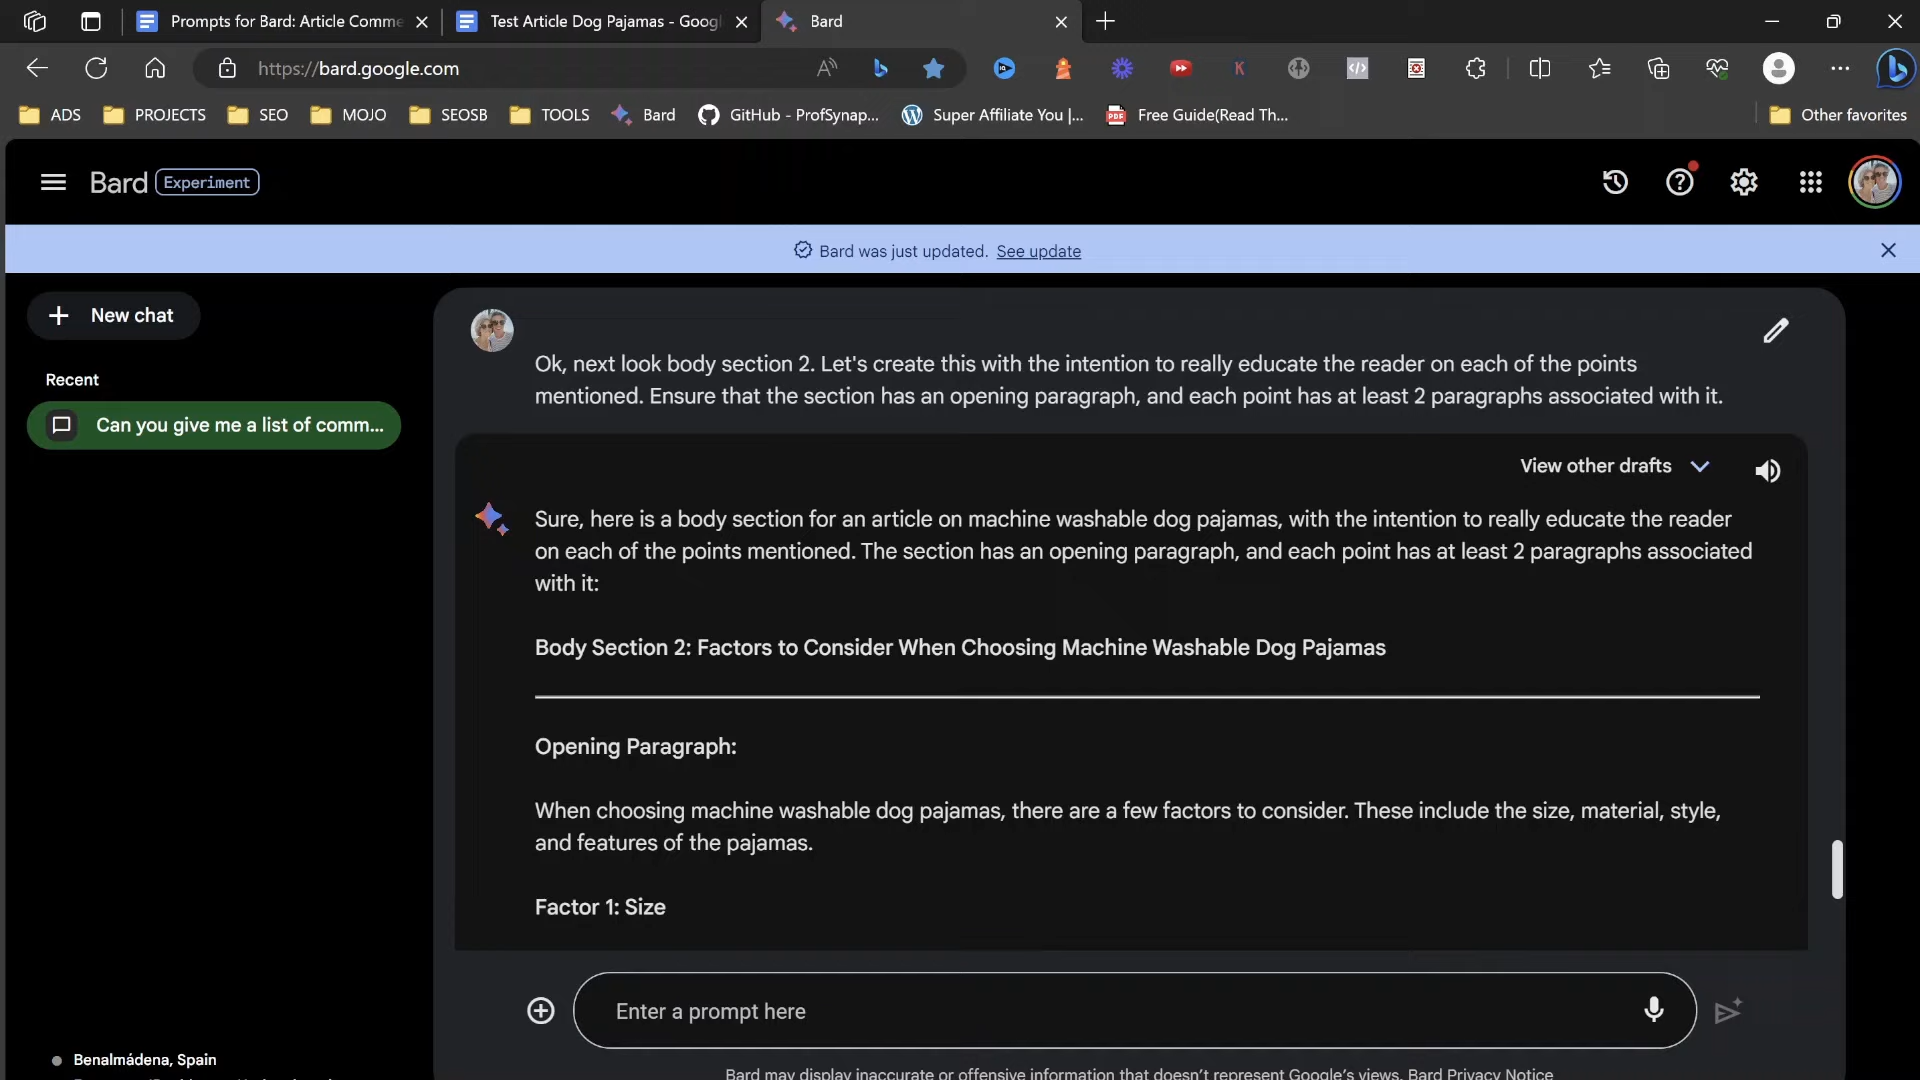 Prompts for Bard: Article Comme
Test Article Dog Pajamas - Googl
Bard
https://bard.google.com
ADS
PROJECTS
SEO
MOJO
SEOSB
TOOLS
Bard
GitHub - ProfSynap...
Super Affiliate You |...
Free Guide(Read Th...
Other favorites
Bard Experiment
Bard was just updated. See update
New chat
Recent
Can you give me a list of comm...
Ok, next look body section 2. Let's create this with the intention to really educate the reader on each of the points
mentioned. Ensure that the section has an opening paragraph, and each point has at least 2 paragraphs associated with it.
View other drafts
Sure, here is a body section for an article on machine washable dog pajamas, with the intention to really educate the reader
on each of the points mentioned. The section has an opening paragraph, and each point has at least 2 paragraphs associated
with it:
Body Section 2: Factors to Consider When Choosing Machine Washable Dog Pajamas
Opening Paragraph:
When choosing machine washable dog pajamas, there are a few factors to consider. These include the size, material, style,
and features of the pajamas.
Factor 1: Size
Enter a prompt here
Benalmádena, Spain
Bard may display inaccurate or offensive information that doesn't represent Google's views. Bard Privacy Notice